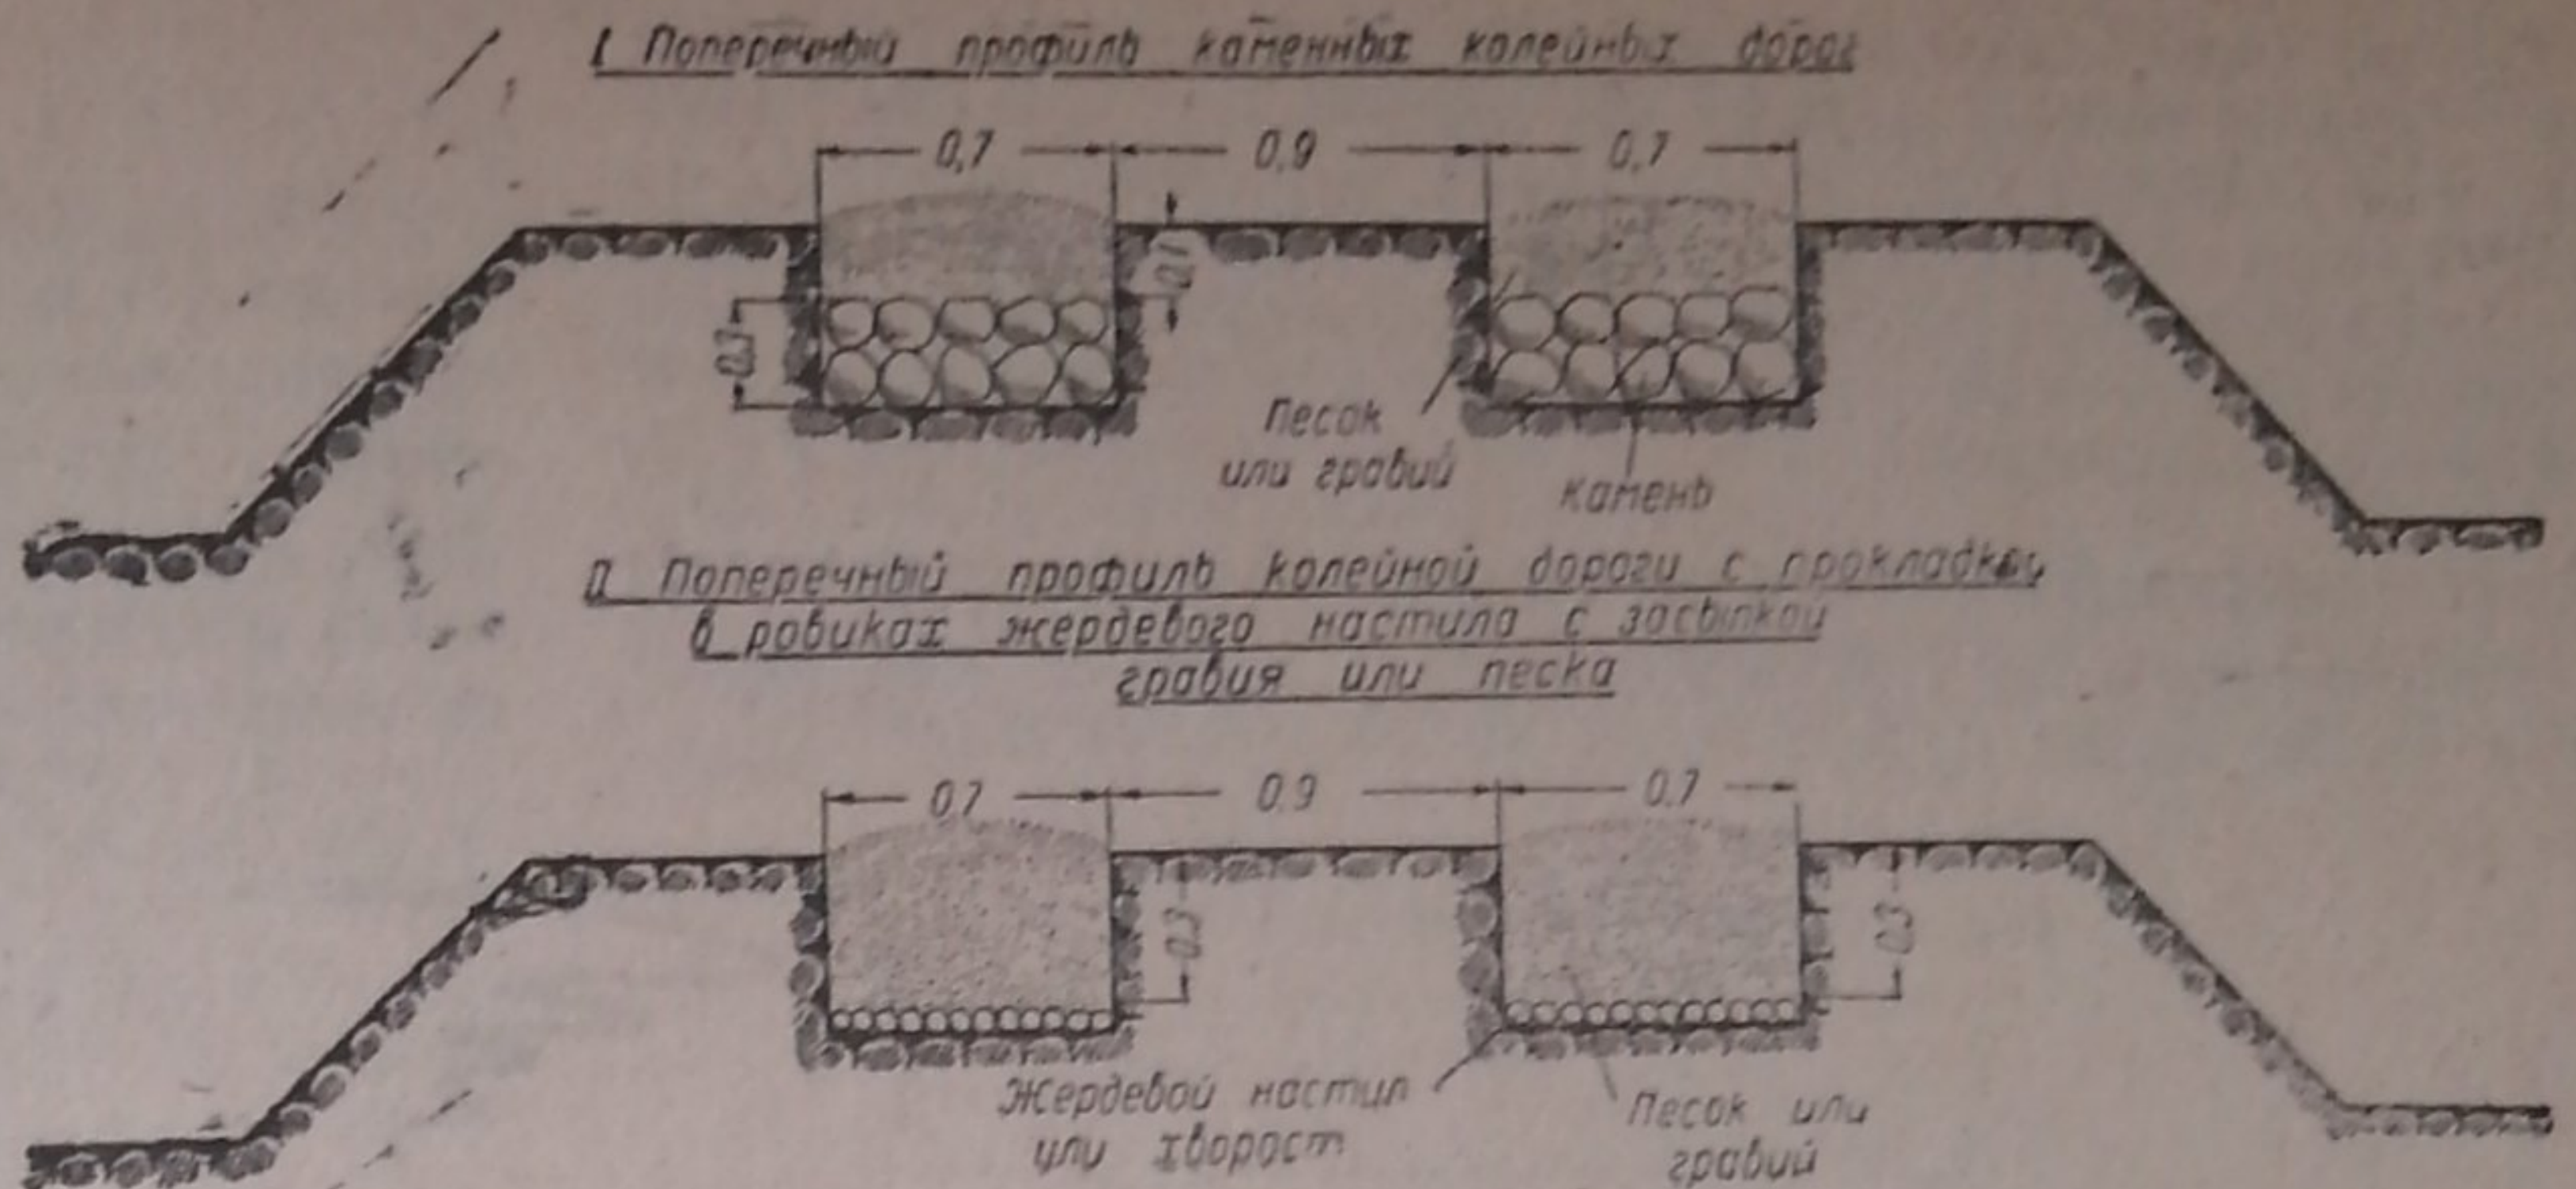 I Поперечный профиль каменных колейных дорог
0,7 0,9 0,7
0,1
0,3
Песок
или гравий
Камень
II Поперечный профиль колейной дороги с прокладкой
в ровиках жердевого настила с засыпкой
гравия или песка
0,7 0,9 0,7
0,3 0,3
Жердевой настил
или хворост
Песок или
гравий